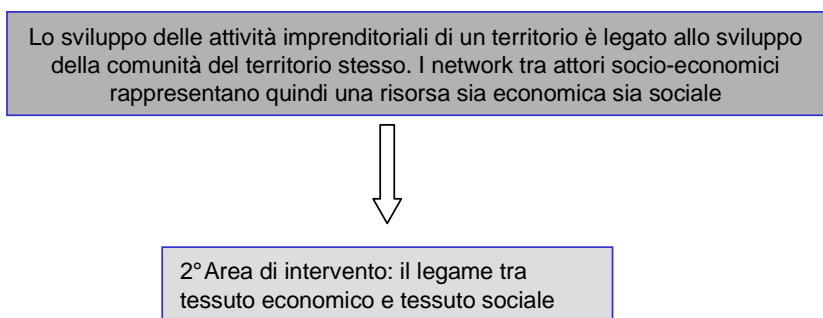 Lo sviluppo delle attività imprenditoriali di un territorio è legato allo sviluppo
della comunità del territorio stesso. I network tra attori socio-economici
rappresentano quindi una risorsa sia economica sia sociale
2° Area di intervento: il legame tra
tessuto economico e tessuto sociale